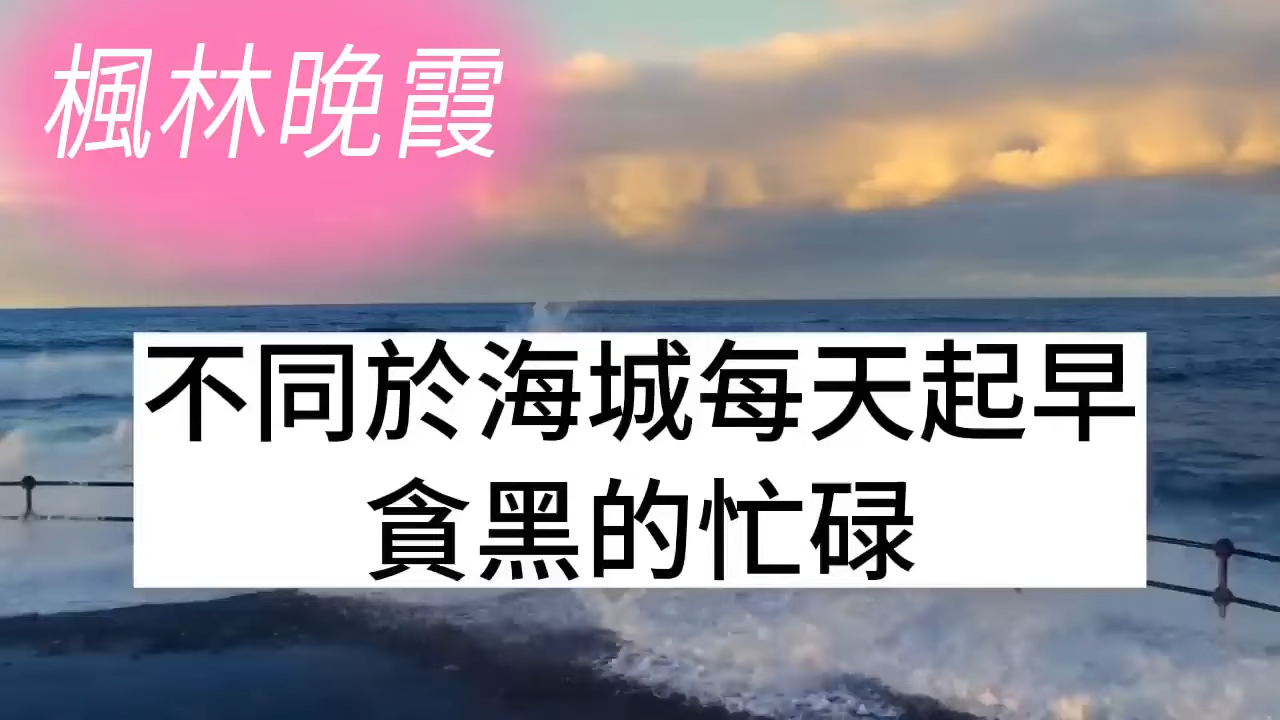 楓林晚霞
不同於海城每天起早
貪黑的忙碌